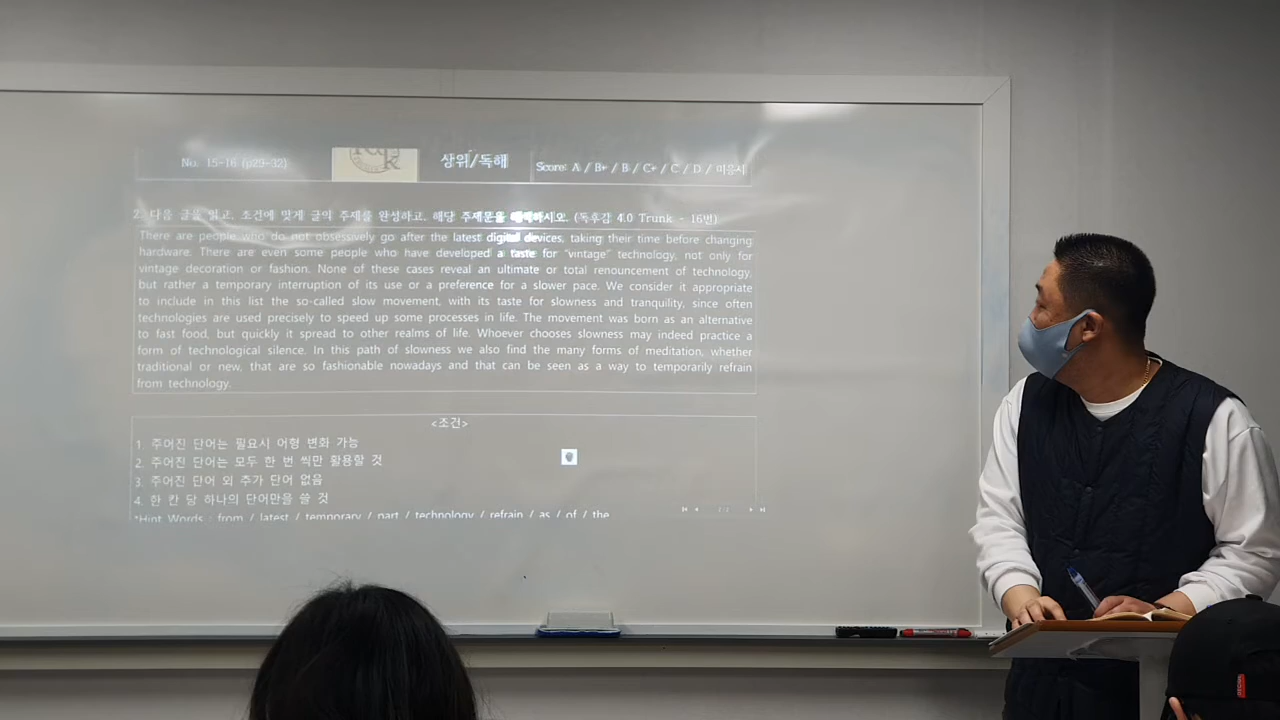 No. 15-16 (p29-32)
상위/독해
Score: A / B+ / B / C+ / C / D / 미응시
2. 다음 글을 읽고, 조건에 맞게 글의 주제를 완성하고, 해당 주제문을 해석하시오. (독후감 4.0 Trunk - 16번)
There are people who do not obsessively go after the latest digital devices, taking their time before changing
hardware. There are even some people who have developed a taste for "vintage" technology, not only for
vintage decoration or fashion. None of these cases reveal an ultimate or total renouncement of technology,
but rather a temporary interruption of its use or a preference for a slower pace. We consider it appropriate
to include in this list the so-called slow movement, with its taste for slowness and tranquility, since often
technologies are used precisely to speed up some processes in life. The movement was born as an alternative
to fast food, but quickly it spread to other realms of life. Whoever chooses slowness may indeed practice a
form of technological silence. In this path of slowness we also find the many forms of meditation, whether
traditional or new, that are so fashionable nowadays and that can be seen as a way to temporarily refrain
from technology.
<조건>
1. 주어진 단어는 필요시 어형 변화 가능
2. 주어진 단어는 모두 한 번 씩만 활용할 것
3. 주어진 단어 외 추가 단어 없음
4. 한 칸 당 하나의 단어만을 쓸 것
*Hint Words : from / latest / temporary / part / technology / refrain / as / of / the